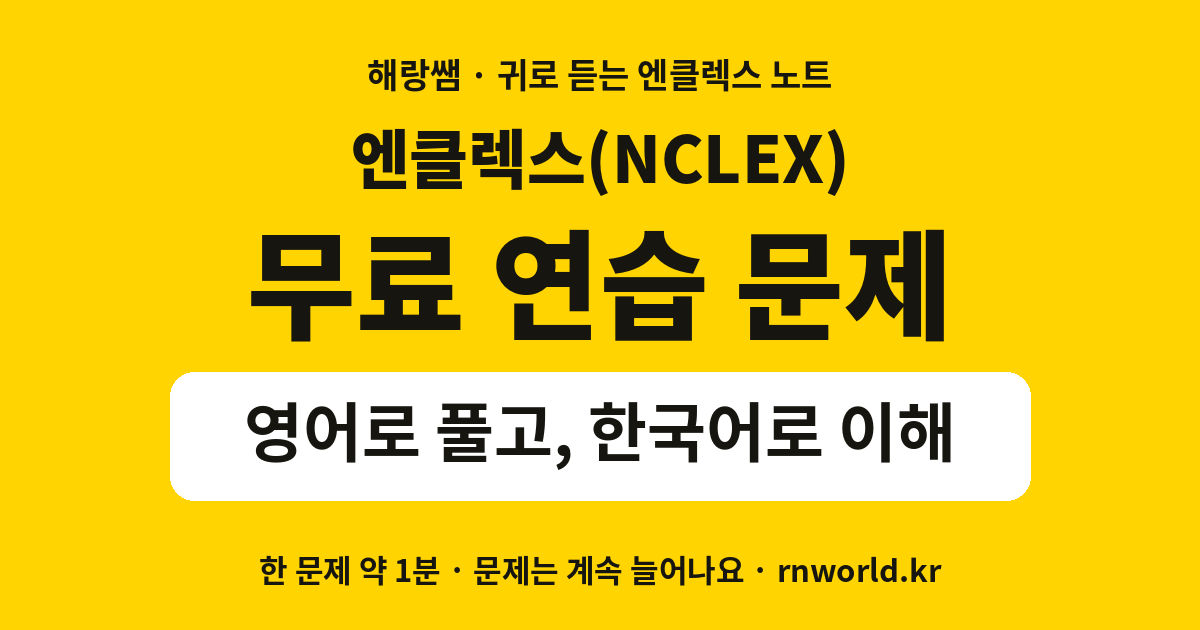 해랑쌤 · 귀로 듣는 엔클렉스 노트
엔클렉스(NCLEX)
무료 연습 문제
영어로 풀고, 한국어로 이해
한 문제 약 1분 · 문제는 계속 늘어나요 · rnworld.kr